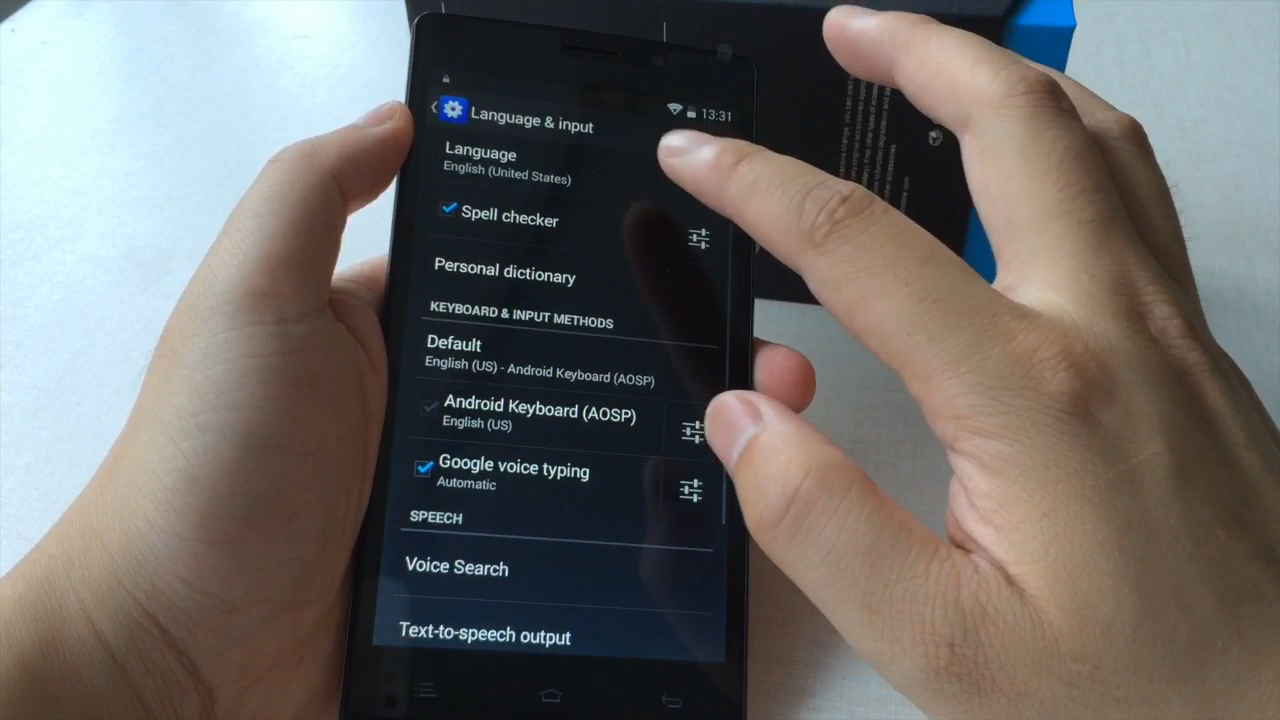 13:31
Language & input
Language
English (United States)
Spell checker
Personal dictionary
KEYBOARD & INPUT METHODS
Default
English (US) - Android Keyboard (AOSP)
Android Keyboard (AOSP)
English (US)
Google voice typing
Automatic
SPEECH
Voice Search
Text-to-speech output